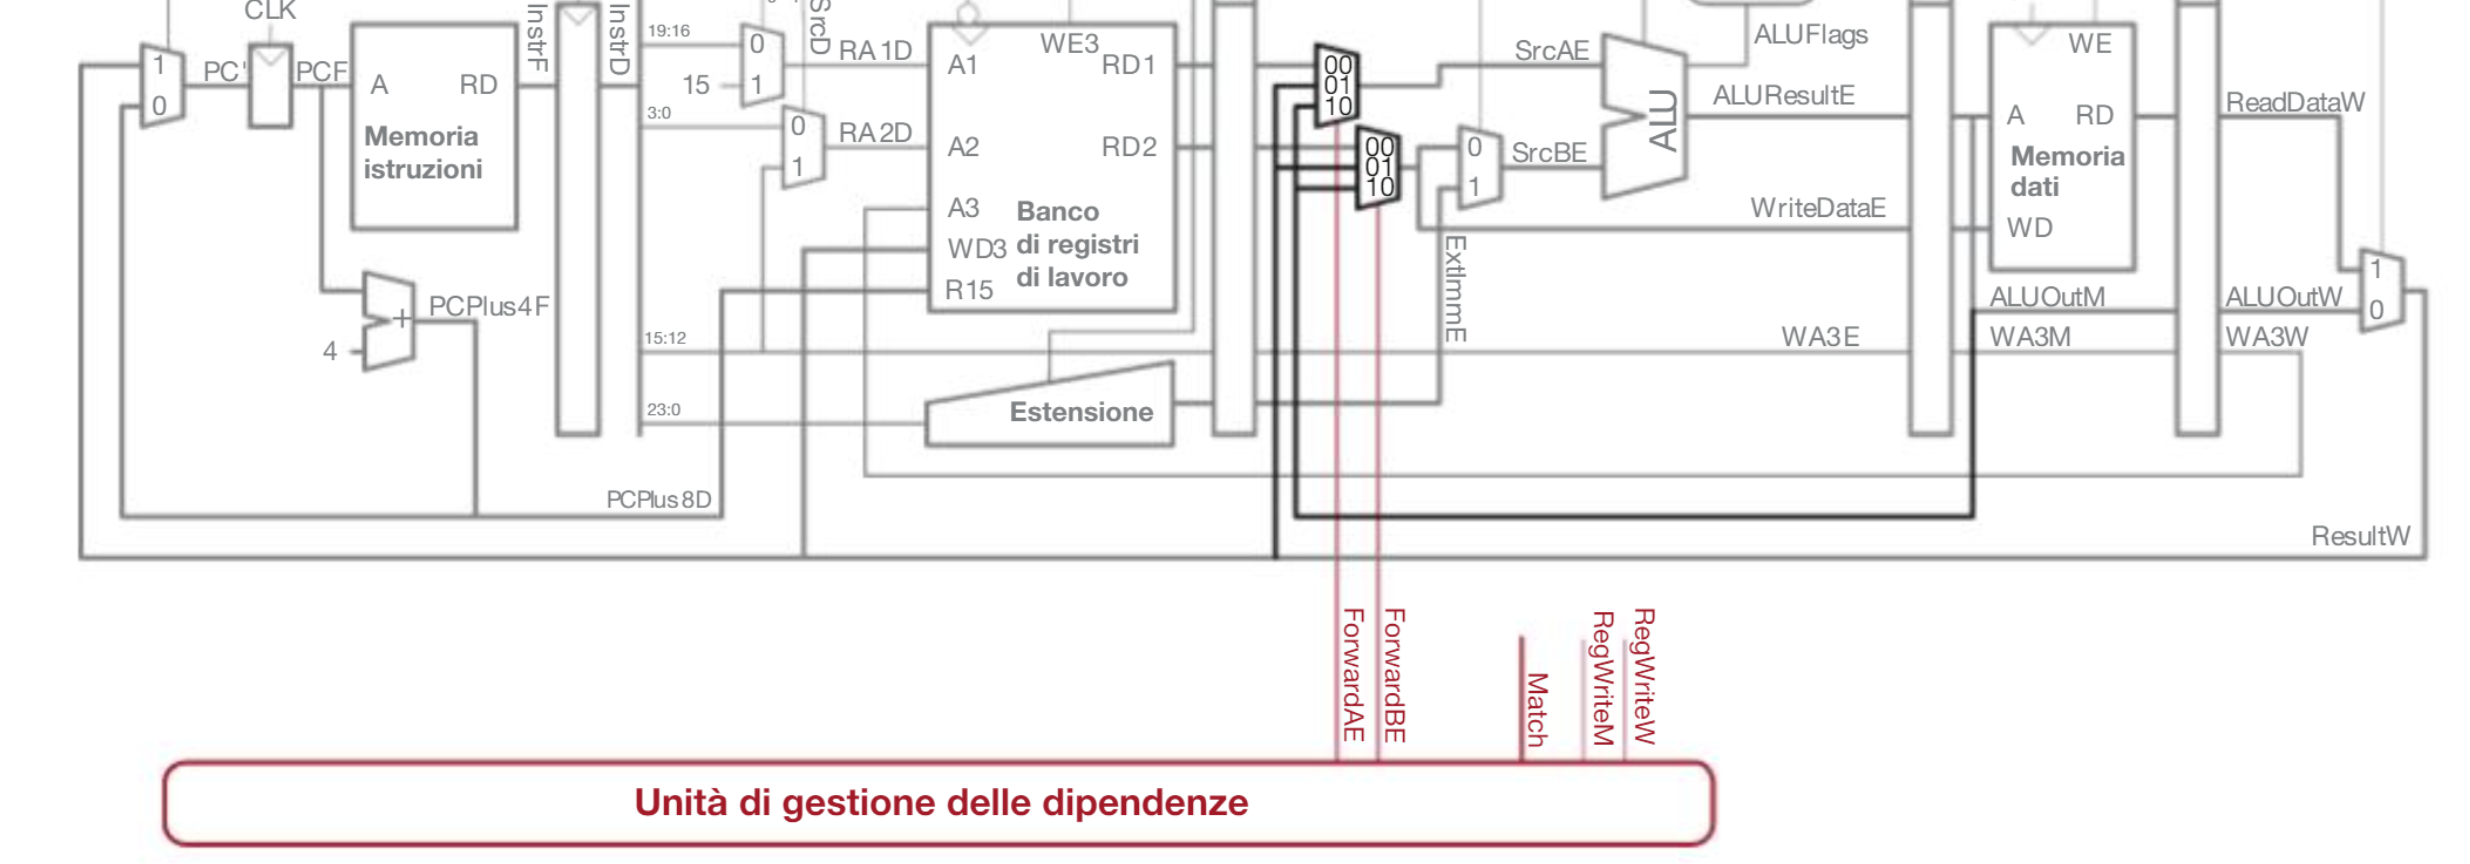 CLK
InstrF
InstrD
19:16
SrcD
RA1D
A1
WE3
RD1
00
01
10
SrcAE
ALUFlags
WE
1
0
PC'
PCF
A
RD
15
0
1
3:0
0
1
RA2D
A2
RD2
00
01
10
0
1
SrcBE
ALU
ALUResultE
A
RD
ReadDataW
Memoria
istruzioni
Memoria
dati
A3
Banco
WriteDataE
WD3
di registri
WD
ExtImmE
R15
di lavoro
PCPlus4F
+
4
15:12
WA3E
ALUOutM
WA3M
ALUOutW
WA3W
1
0
23:0
Estensione
PCPlus8D
ResultW
ForwardAE
ForwardBE
Match
RegWriteM
RegWriteW
Unità di gestione delle dipendenze